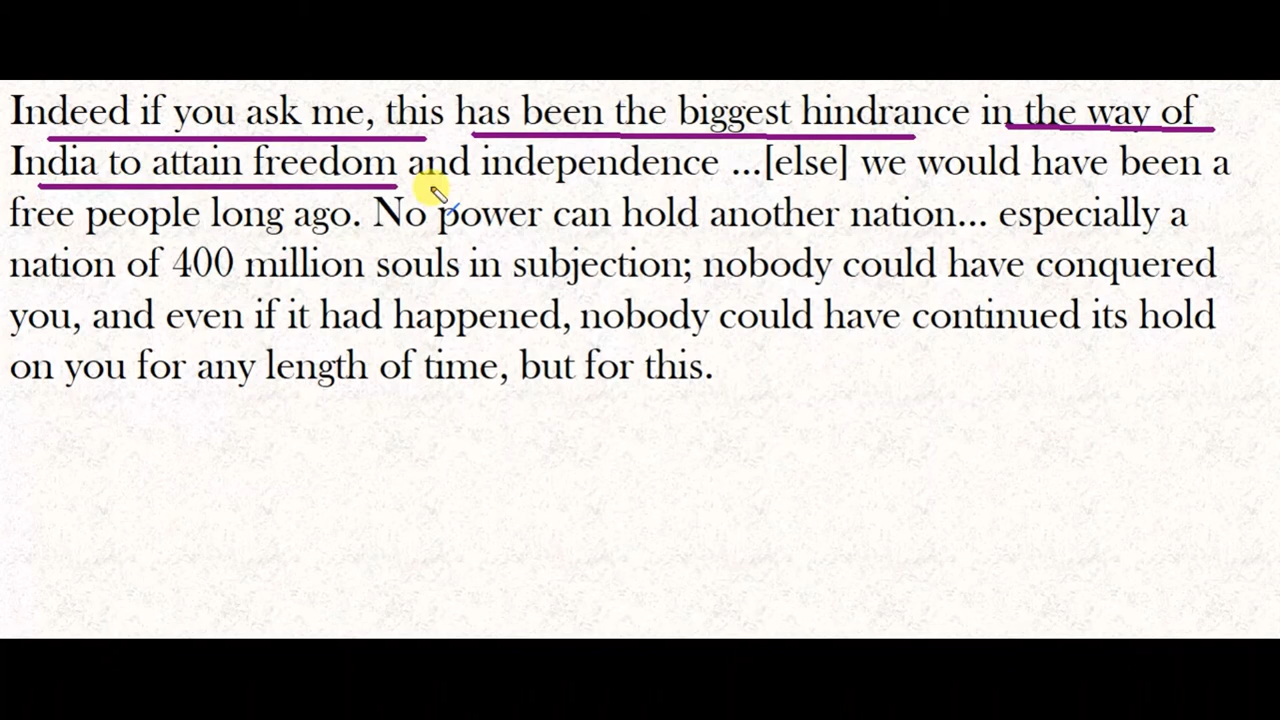 Indeed if you ask me, this has been the biggest hindrance in the way of
India to attain freedom and independence ...[else] we would have been a
free people long ago. No power can hold another nation... especially a
nation of 400 million souls in subjection; nobody could have conquered
you, and even if it had happened, nobody could have continued its hold
on you for any length of time, but for this.